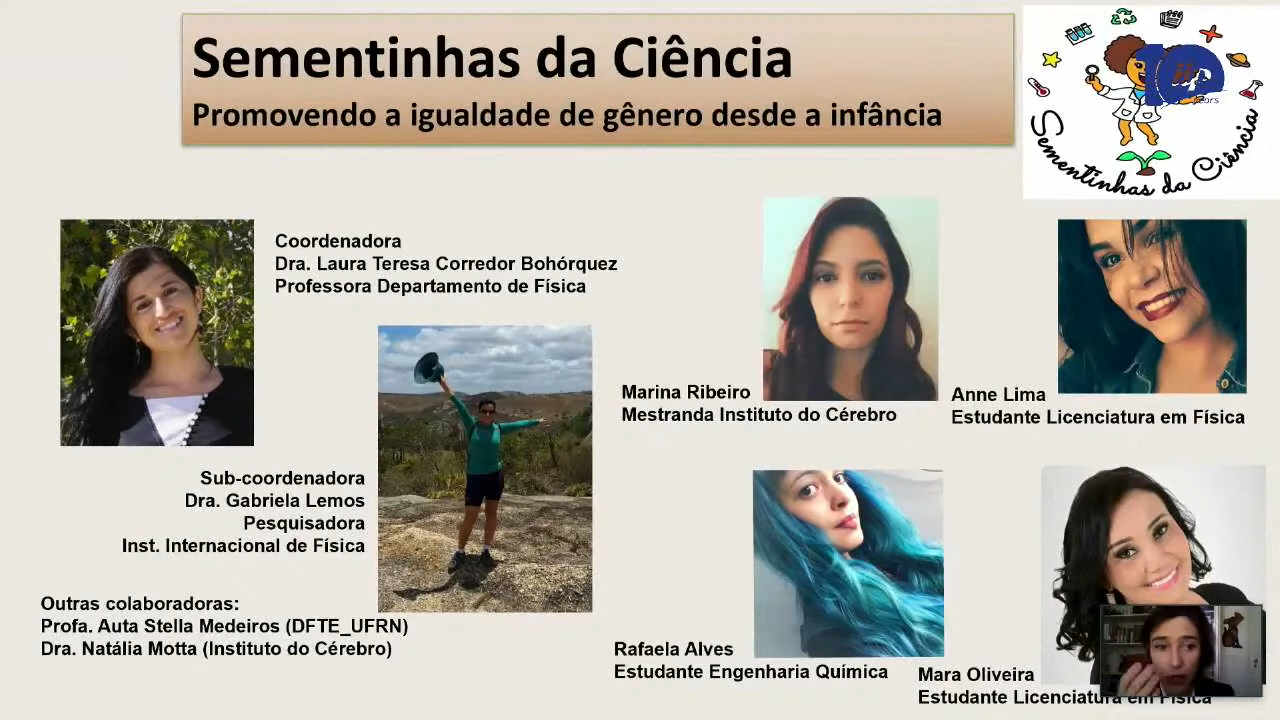 Sementinhas da Ciência
Promovendo a igualdade de gênero desde a infância
Sementinhas da Ciência
Coordenadora
Dra. Laura Teresa Corredor Bohórquez
Professora Departamento de Física
Sub-coordenadora
Dra. Gabriela Lemos
Pesquisadora
Inst. Internacional de Física
Outras colaboradoras:
Profa. Auta Stella Medeiros (DFTE_UFRN)
Dra. Natália Motta (Instituto do Cérebro)
Marina Ribeiro
Mestranda Instituto do Cérebro
Anne Lima
Estudante Licenciatura em Física
Rafaela Alves
Estudante Engenharia Química
Mara Oliveira
Estudante Licenciatura em Física